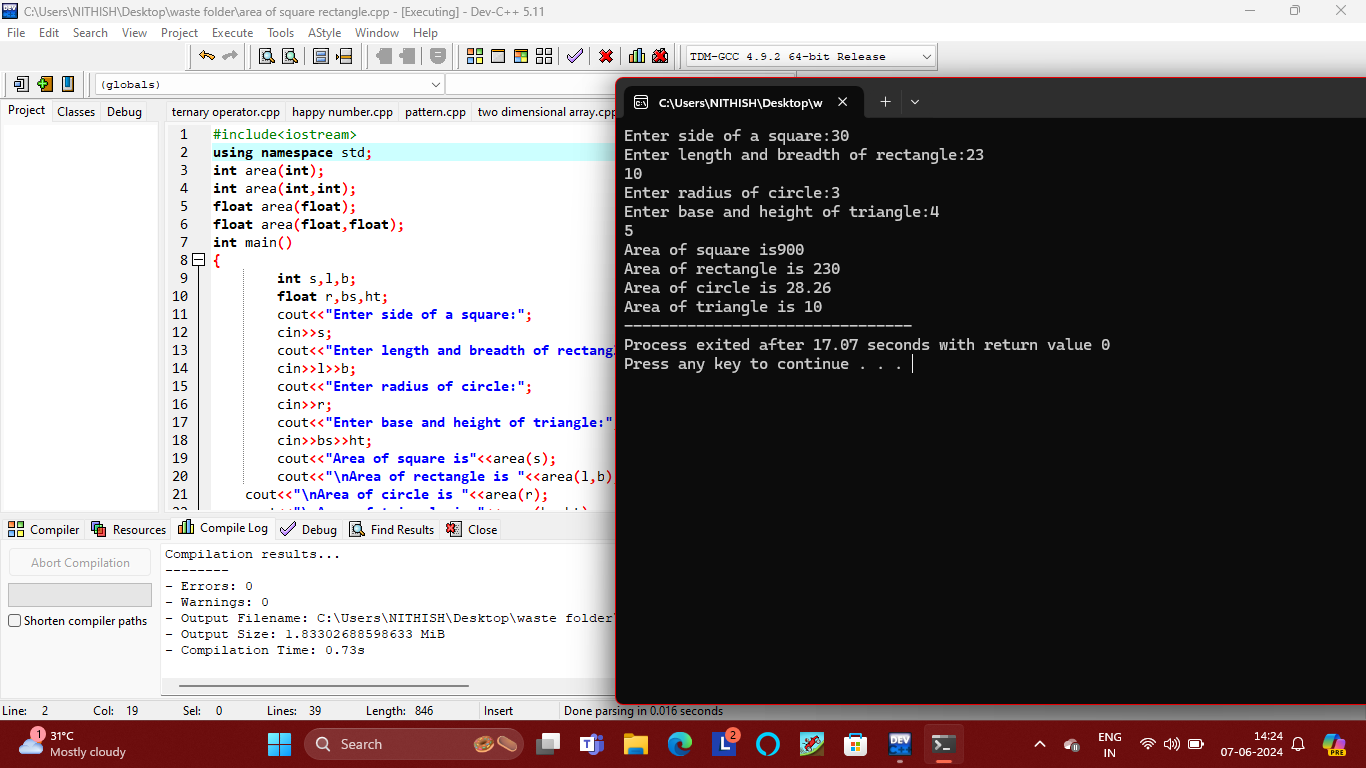 C:\Users\NITHISH\Desktop\waste folder\area of square rectangle.cpp - [Executing] - Dev-C++ 5.11
File Edit Search View Project Execute Tools AStyle Window Help
TDM-GCC 4.9.2 64-bit Release
(globals)
Project Classes Debug
ternary operator.cpp happy number.cpp pattern.cpp two dimensional array.cpp
1 #include<iostream>
2 using namespace std;
3 int area(int);
4 int area(int,int);
5 float area(float);
6 float area(float,float);
7 int main()
8 {
9 int s,l,b;
10 float r,bs,ht;
11 cout<<"Enter side of a square:";
12 cin>>s;
13 cout<<"Enter length and breadth of rectang
14 cin>>l>>b;
15 cout<<"Enter radius of circle:";
16 cin>>r;
17 cout<<"Enter base and height of triangle:"
18 cin>>bs>>ht;
19 cout<<"Area of square is"<<area(s);
20 cout<<"\nArea of rectangle is "<<area(l,b)
21 cout<<"\nArea of circle is "<<area(r);
C:\Users\NITHISH\Desktop\w
Enter side of a square:30
Enter length and breadth of rectangle:23
10
Enter radius of circle:3
Enter base and height of triangle:4
5
Area of square is900
Area of rectangle is 230
Area of circle is 28.26
Area of triangle is 10
--------------------------------
Process exited after 17.07 seconds with return value 0
Press any key to continue . . .
Compiler Resources Compile Log Debug Find Results Close
Abort Compilation
Shorten compiler paths
Compilation results...
--------
- Errors: 0
- Warnings: 0
- Output Filename: C:\Users\NITHISH\Desktop\waste folder
- Output Size: 1.83302688598633 MiB
- Compilation Time: 0.73s
Line: 2 Col: 19 Sel: 0 Lines: 39 Length: 846 Insert Done parsing in 0.016 seconds
1
31°C
Mostly cloudy
Search
L
2
DEV
ENG
IN
14:24
07-06-2024
PRE